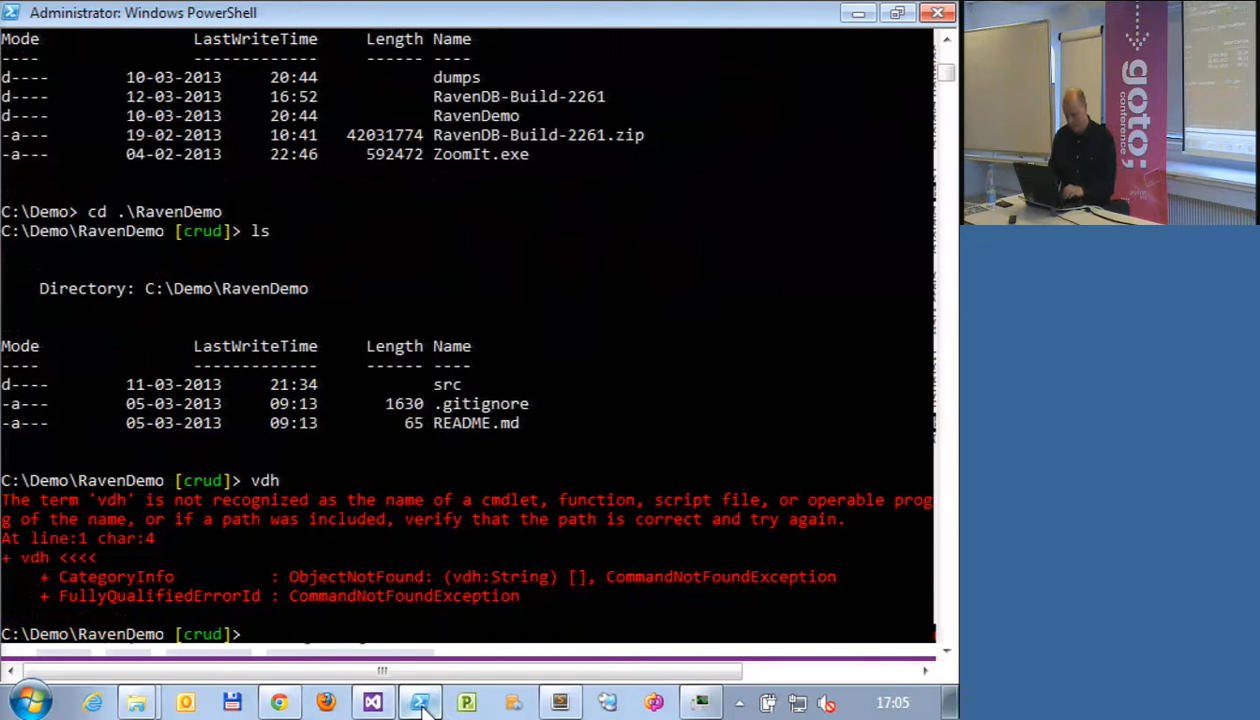 Administrator: Windows PowerShell
Mode LastWriteTime Length Name
---- ------------- ------ ----
d---- 10-03-2013 20:44 dumps
d---- 12-03-2013 16:52 RavenDB-Build-2261
d---- 10-03-2013 20:44 RavenDemo
-a--- 19-02-2013 10:41 42031774 RavenDB-Build-2261.zip
-a--- 04-02-2013 22:46 592472 ZoomIt.exe
C:\Demo> cd .\RavenDemo
C:\Demo\RavenDemo [crud]> ls
Directory: C:\Demo\RavenDemo
Mode LastWriteTime Length Name
---- ------------- ------ ----
d---- 11-03-2013 21:34 src
-a--- 05-03-2013 09:13 1630 .gitignore
-a--- 05-03-2013 09:13 65 README.md
C:\Demo\RavenDemo [crud]> vdh
The term 'vdh' is not recognized as the name of a cmdlet, function, script file, or operable prog
g of the name, or if a path was included, verify that the path is correct and try again.
At line:1 char:4
+ vdh <<<<
+ CategoryInfo : ObjectNotFound: (vdh:String) [], CommandNotFoundException
+ FullyQualifiedErrorId : CommandNotFoundException
C:\Demo\RavenDemo [crud]>
17:05
goto;
conference